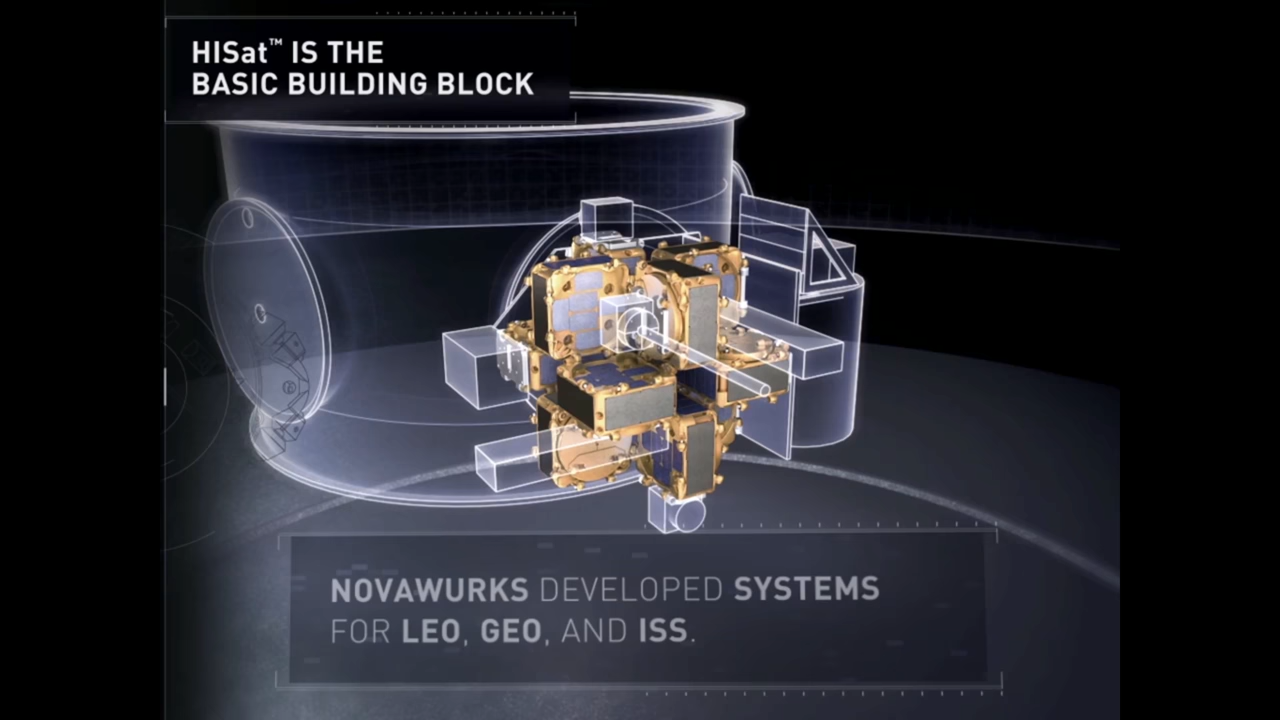 HISat™ IS THE
BASIC BUILDING BLOCK
NOVAWURKS DEVELOPED SYSTEMS
FOR LEO, GEO, AND ISS.